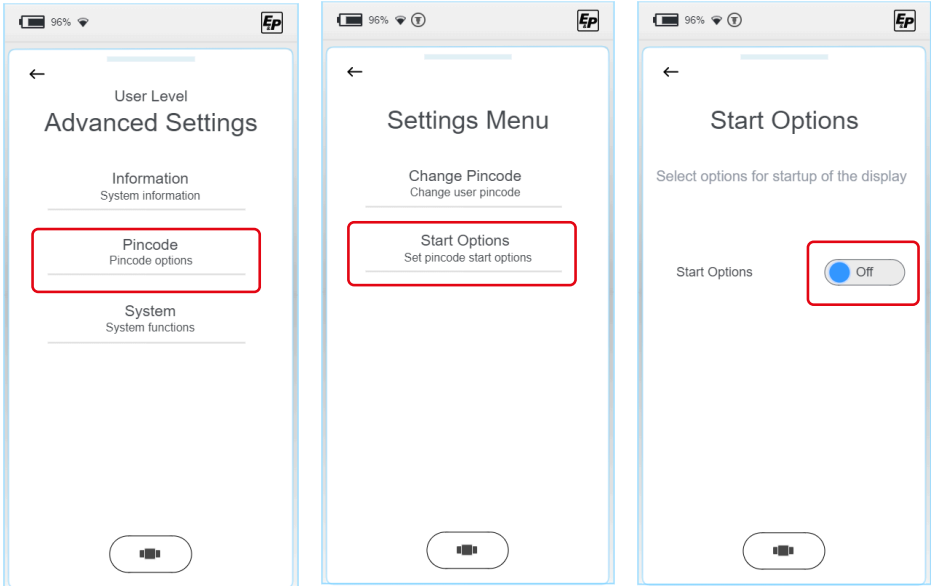 96%
EP
User Level
Advanced Settings
Information
System information
Pincode
Pincode options
System
System functions
96%
T
EP
Settings Menu
Change Pincode
Change user pincode
Start Options
Set pincode start options
96%
T
EP
Start Options
Select options for startup of the display
Start Options
Off